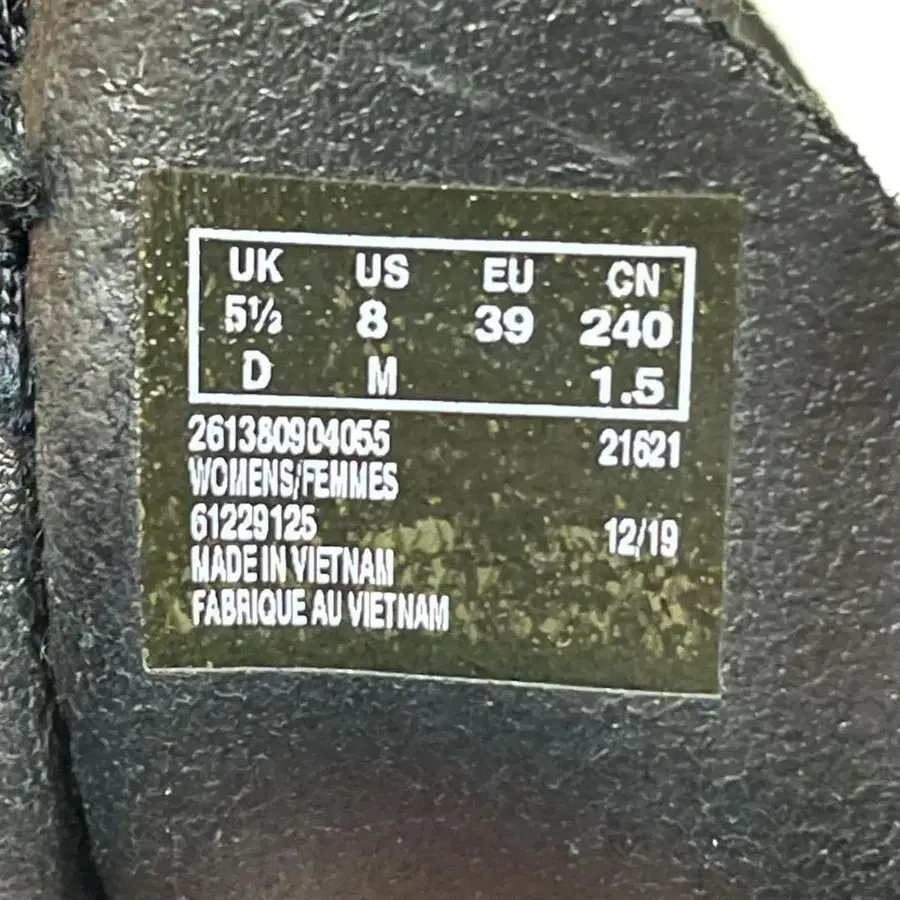 UK US EU CN
5½ 8 39 240
D M 1.5
261380904055 21621
WOMENS/FEMMES
61229125 12/19
MADE IN VIETNAM
FABRIQUE AU VIETNAM